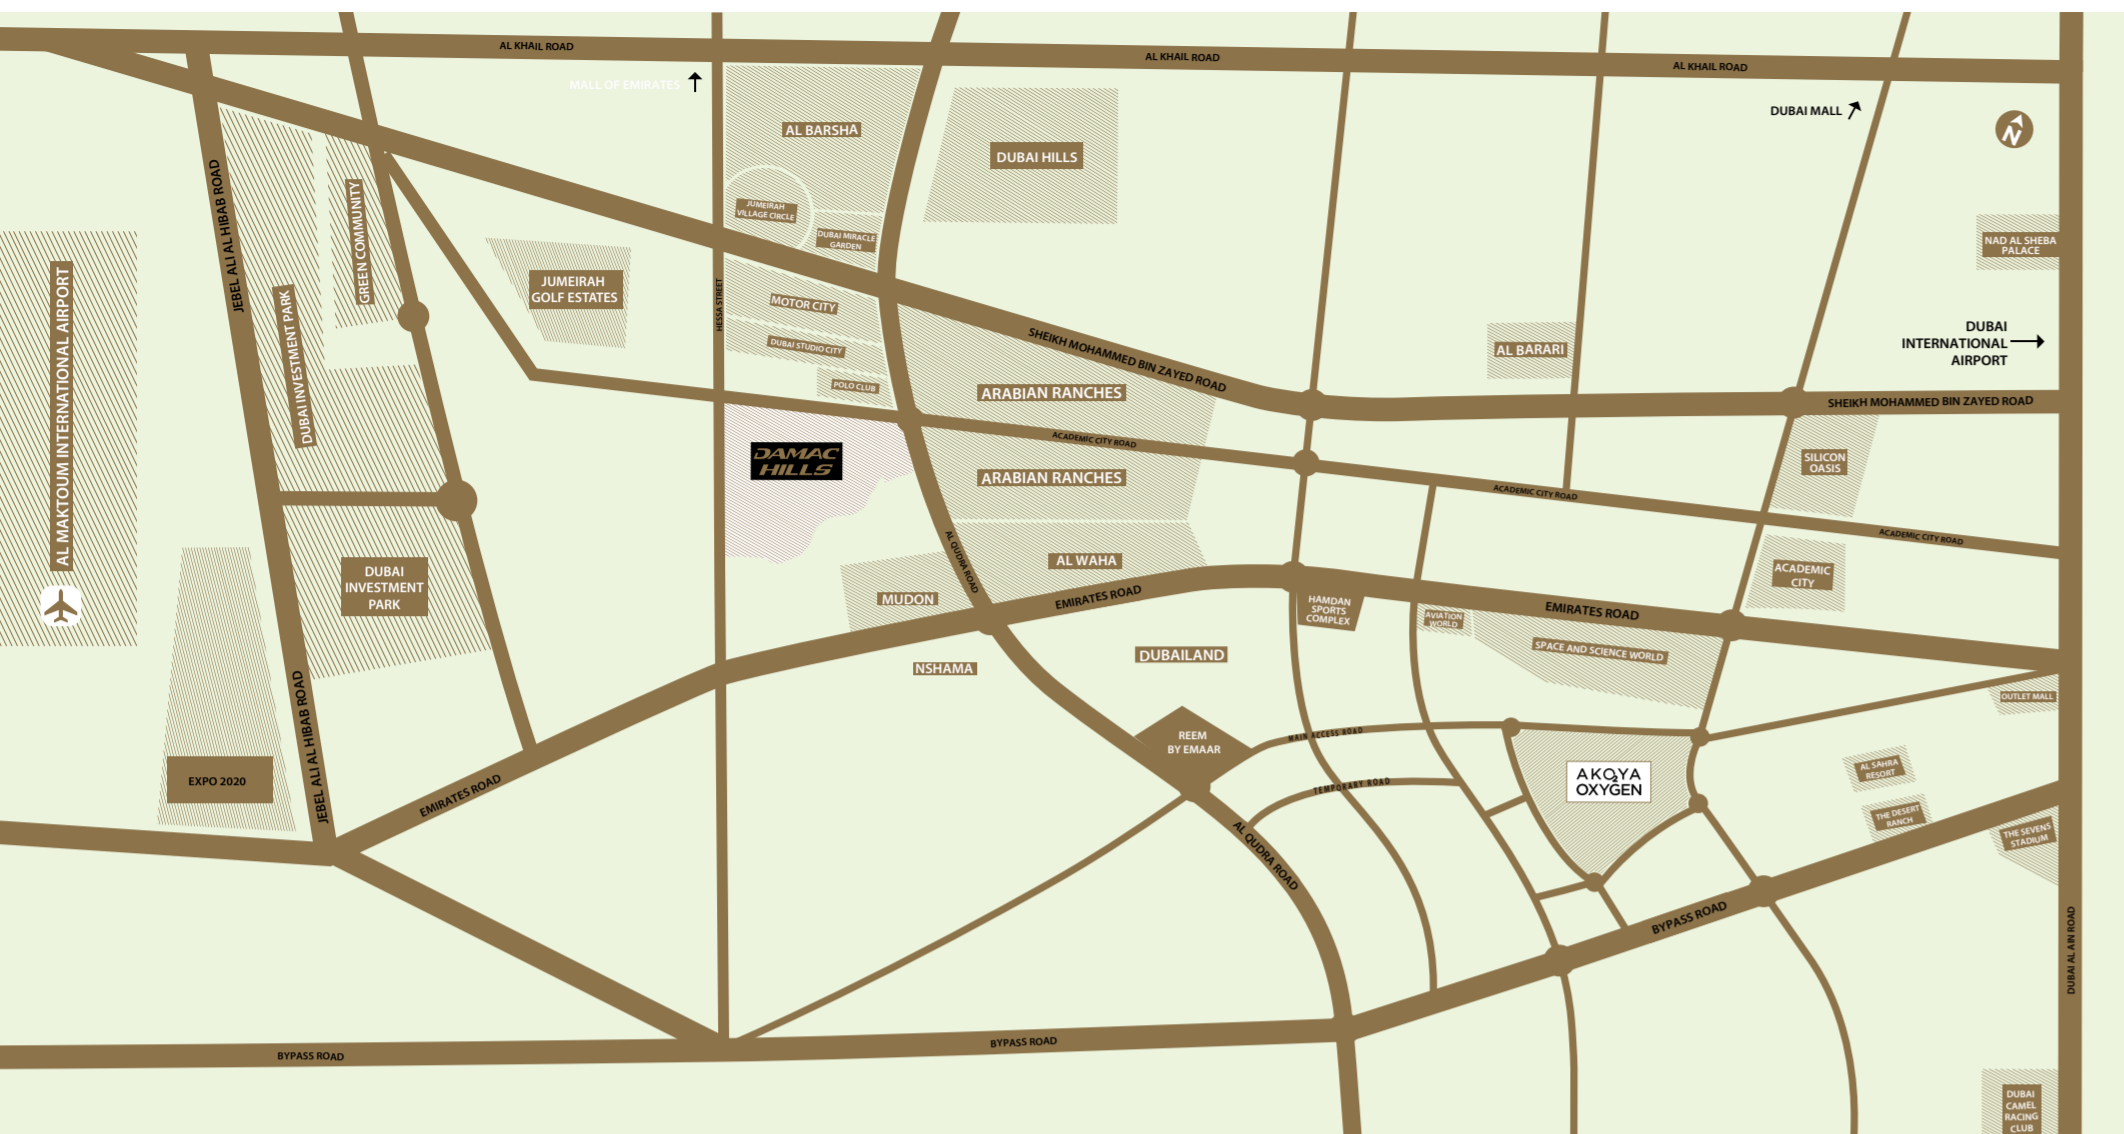 AL KHAIL ROAD
AL KHAIL ROAD
AL KHAIL ROAD
MALL OF EMIRATES
DUBAI MALL
N
AL BARSHA
DUBAI HILLS
JUMEIRAH
VILLAGE CIRCLE
DUBAI MIRACLE
GARDEN
JEBEL ALI AL HIBAB ROAD
GREEN COMMUNITY
NAD AL SHEBA
PALACE
AL MAKTOUM INTERNATIONAL AIRPORT
DUBAI INVESTMENT PARK
JUMEIRAH
GOLF ESTATES
HESSA STREET
MOTOR CITY
DUBAI STUDIO CITY
POLO CLUB
SHEIKH MOHAMMED BIN ZAYED ROAD
AL BARARI
DUBAI
INTERNATIONAL
AIRPORT
ARABIAN RANCHES
SHEIKH MOHAMMED BIN ZAYED ROAD
ACADEMIC CITY ROAD
DAMAC
HILLS
ARABIAN RANCHES
SILICON
OASIS
ACADEMIC CITY ROAD
ACADEMIC CITY ROAD
AL QUDRA ROAD
AL WAHA
ACADEMIC
CITY
DUBAI
INVESTMENT
PARK
MUDON
EMIRATES ROAD
HAMDAN
SPORTS
COMPLEX
EMIRATES ROAD
AVIATION
WORLD
SPACE AND SCIENCE WORLD
DUBAILAND
NSHAMA
OUTLET MALL
JEBEL ALI AL HIBAB ROAD
REEM
BY EMAAR
MAIN ACCESS ROAD
TEMPORARY ROAD
AKO2YA
OXYGEN
AL SAHRA
RESORT
EXPO 2020
EMIRATES ROAD
THE DESERT
RANCH
THE SEVENS
STADIUM
AL QUDRA ROAD
BYPASS ROAD
DUBAI AL AIN ROAD
BYPASS ROAD
BYPASS ROAD
DUBAI
CAMEL
RACING
CLUB